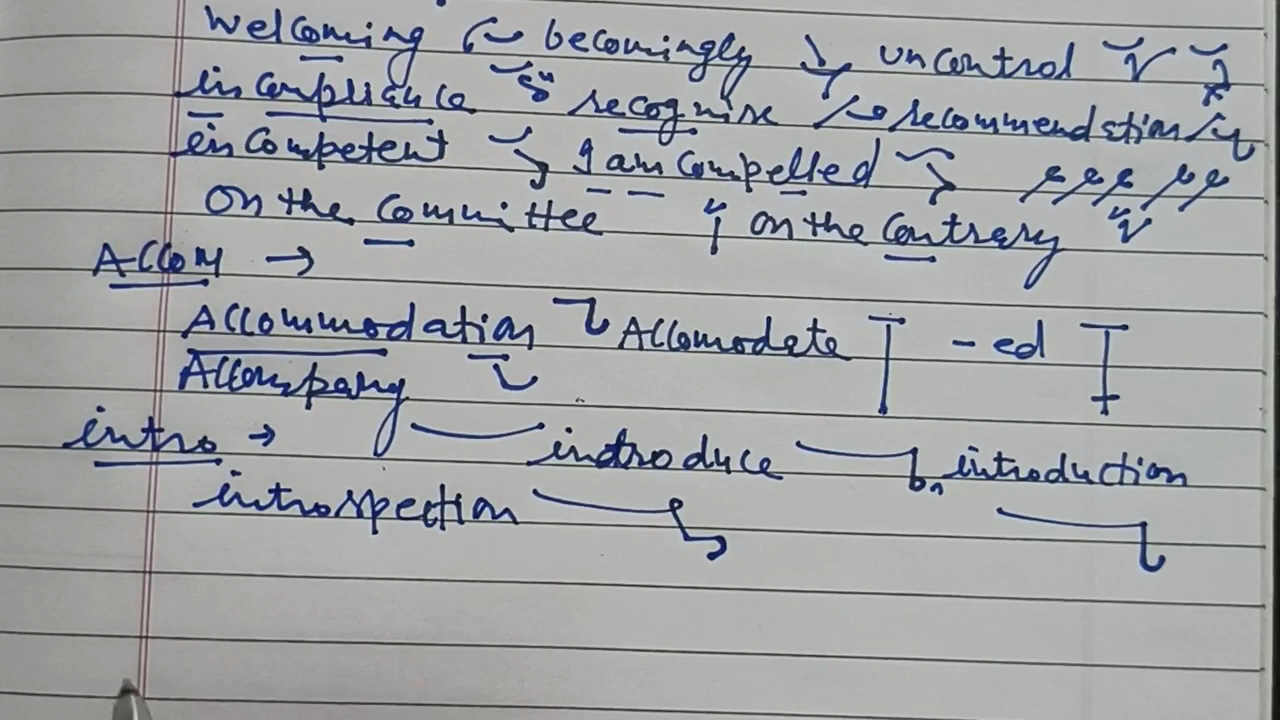 Welcoming becomingly uncontrol
incompliance recognise recommendation
incompetent I am compelled
on the committee on the contrary
Accom →
Accommodation Accomodate - ed
Accompany
intro → introduce introduction
introspection